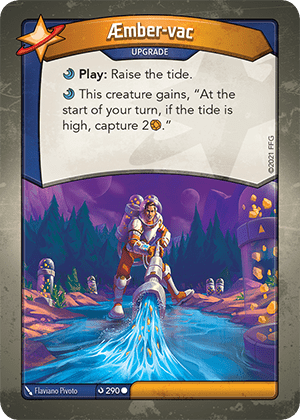 Æmber-vac
UPGRADE
Play: Raise the tide.
This creature gains, “At the
start of your turn, if the tide is
high, capture 2.”
©2021 FFG
Flaviano Pivoto
290